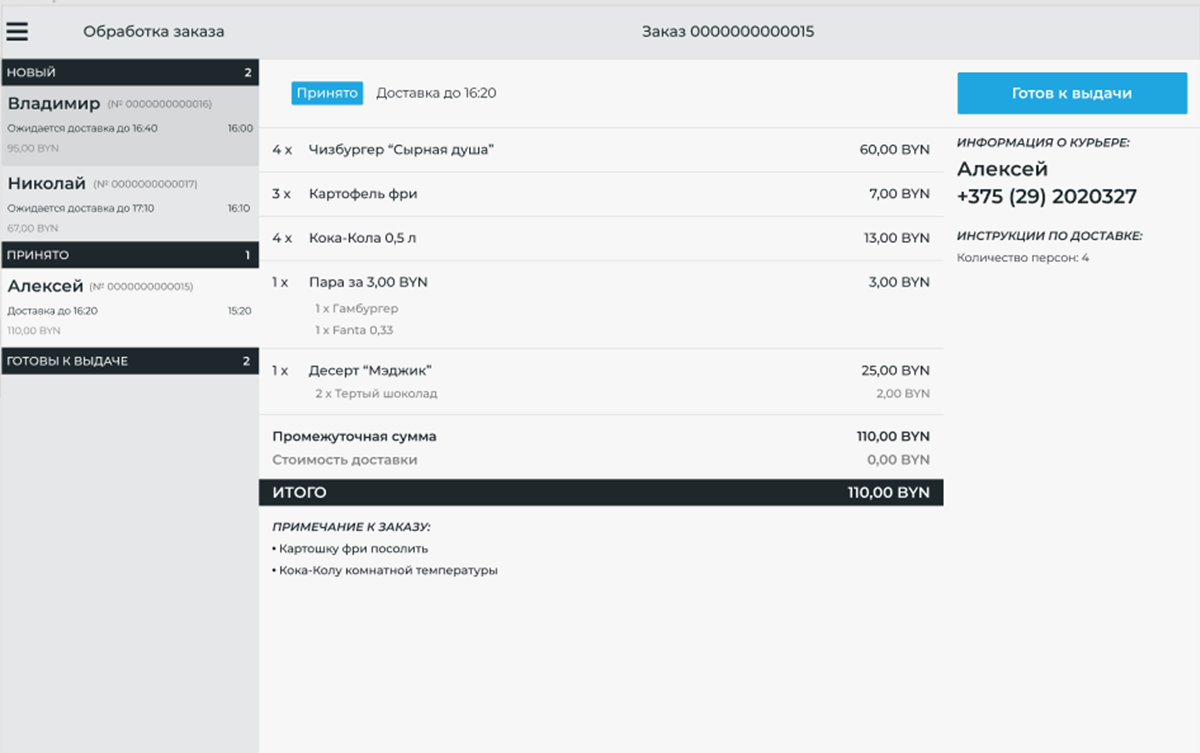 Обработка заказа
Заказ 0000000000015
НОВЫЙ 2
Владимир (№ 0000000000016)
Ожидается доставка до 16:40 16:00
95,00 BYN
Николай (№ 0000000000017)
Ожидается доставка до 17:10 16:10
67,00 BYN
ПРИНЯТО 1
Алексей (№ 0000000000015)
Доставка до 16:20 15:20
110,00 BYN
ГОТОВЫ К ВЫДАЧЕ 2
Принято Доставка до 16:20
4 x Чизбургер “Сырная душа” 60,00 BYN
3 x Картофель фри 7,00 BYN
4 x Кока-Кола 0,5 л 13,00 BYN
1 x Пара за 3,00 BYN 3,00 BYN
1 x Гамбургер
1 x Fanta 0,33
1 x Десерт “Мэджик” 25,00 BYN
2 x Тертый шоколад 2,00 BYN
Промежуточная сумма 110,00 BYN
Стоимость доставки 0,00 BYN
ИТОГО 110,00 BYN
ПРИМЕЧАНИЕ К ЗАКАЗУ:
• Картошку фри посолить
• Кока-Колу комнатной температуры
Готов к выдачи
ИНФОРМАЦИЯ О КУРЬЕРЕ:
Алексей
+375 (29) 2020327
ИНСТРУКЦИИ ПО ДОСТАВКЕ:
Количество персон: 4